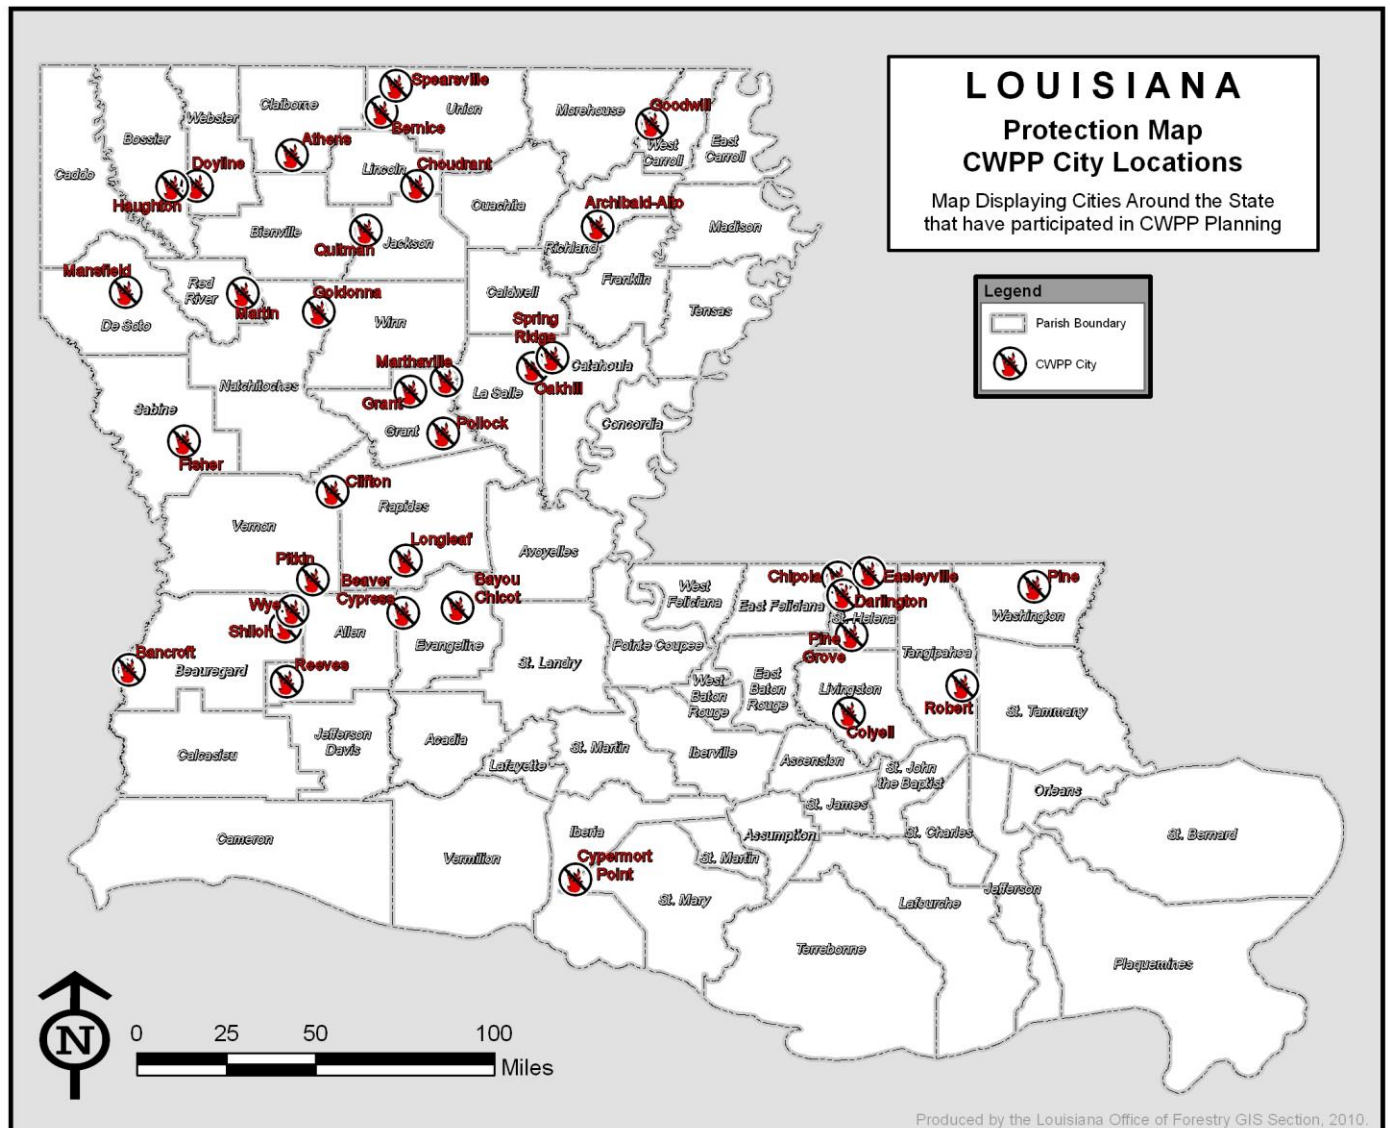 LOUISIANA
Protection Map
CWPP City Locations
Map Displaying Cities Around the State
that have participated in CWPP Planning
Legend
Parish Boundary
CWPP City
Spearsville
Claiborne
Union
Morehouse
Goodwill
Webster
Bernice
Bossier
Athens
West
Carroll
East
Carroll
Doyline
Lincoln
Choudrant
Caddo
Haughton
Ouachita
Archibald-Alto
Bienville
Madison
Quitman
Jackson
Richland
Mansfield
Red
River
Goldonna
Caldwell
Franklin
Martin
Tensas
De Soto
Winn
Spring
Ridge
Marthaville
Catahoula
Natchitoches
La Salle
Oakhill
Grant
Sabine
Grant
Pollock
Concordia
Fisher
Clifton
Rapides
Vernon
Longleaf
Avoyelles
Pitkin
Beaver
Cypress
Bayou
Chicot
Chipola
Easleyville
Pine
West
Feliciana
East Feliciana
Darlington
Wye
St. Helena
Washington
Shiloh
Allen
Evangeline
Pointe Coupee
Pine
Grove
Tangipahoa
Bancroft
Beauregard
Reeves
St. Landry
West
Baton
Rouge
East
Baton
Rouge
Livingston
Robert
St. Tammany
Colyell
Calcasieu
Jefferson
Davis
Acadia
Lafayette
St. Martin
Iberville
Ascension
St. John
the Baptist
Orleans
St. James
Cameron
Vermilion
Iberia
Assumption
St. Charles
St. Bernard
Cypermort
Point
St. Martin
St. Mary
Jefferson
Lafourche
Terrebonne
Plaquemines
N
0 25 50 100
Miles
Produced by the Louisiana Office of Forestry GIS Section, 2010.